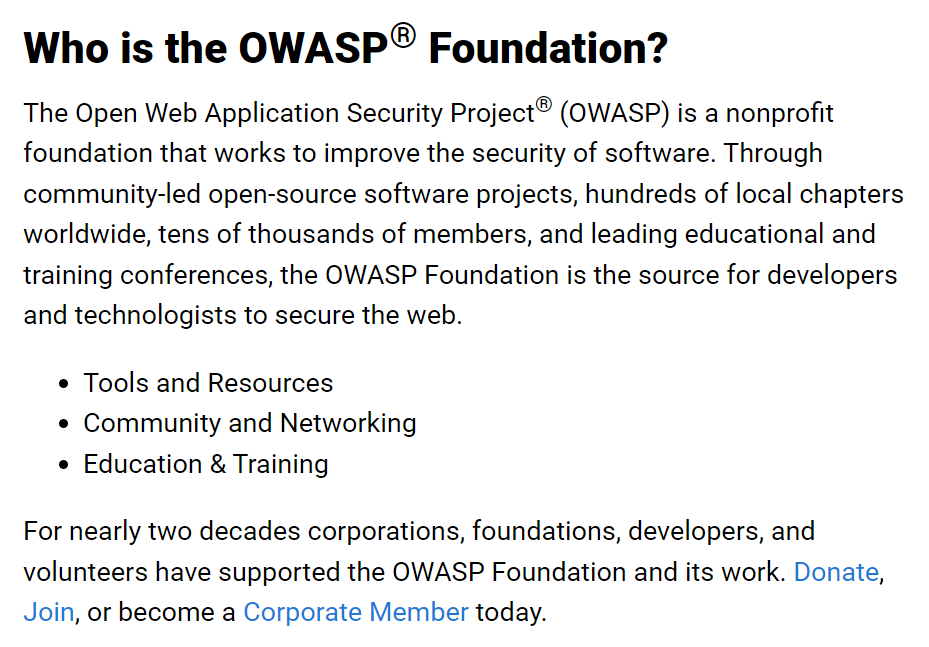 Who is the OWASP® Foundation?
The Open Web Application Security Project® (OWASP) is a nonprofit
foundation that works to improve the security of software. Through
community-led open-source software projects, hundreds of local chapters
worldwide, tens of thousands of members, and leading educational and
training conferences, the OWASP Foundation is the source for developers
and technologists to secure the web.
• Tools and Resources
• Community and Networking
• Education & Training
For nearly two decades corporations, foundations, developers, and
volunteers have supported the OWASP Foundation and its work. Donate,
Join, or become a Corporate Member today.